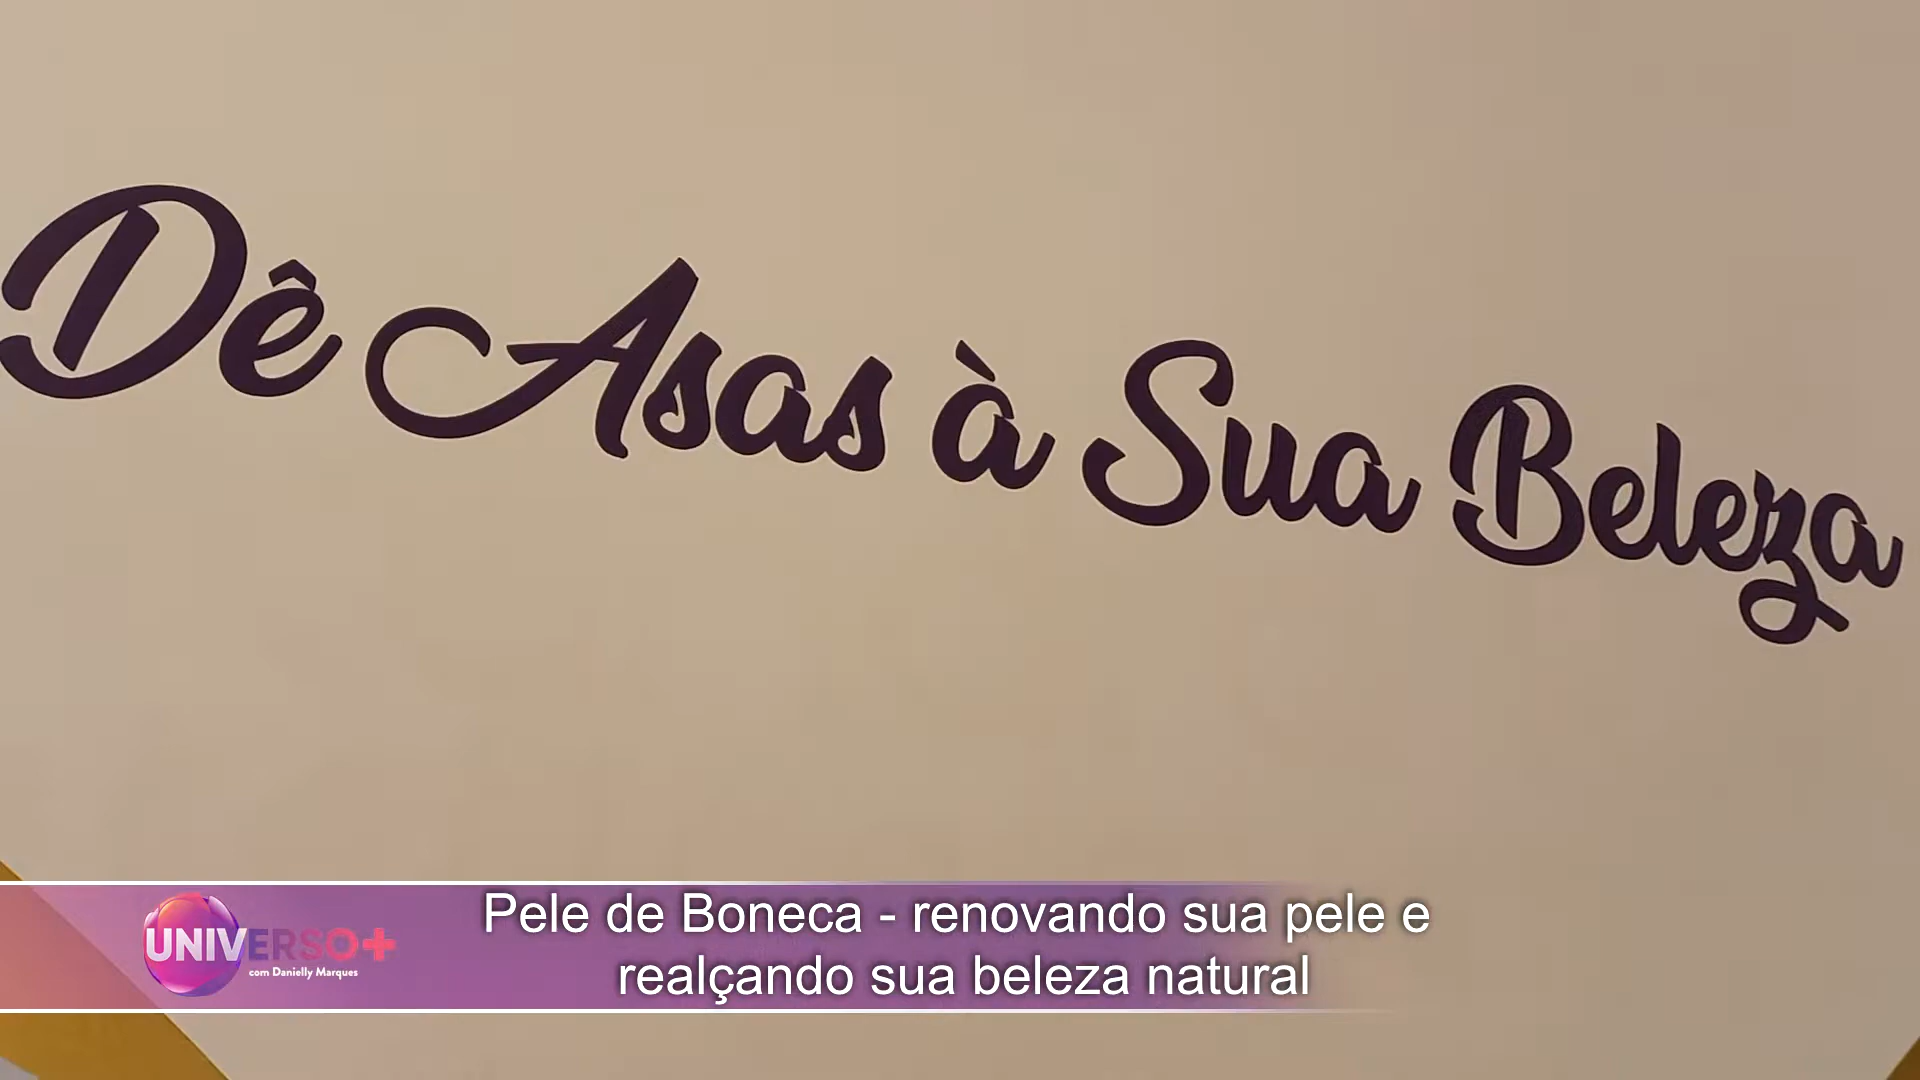 Dê Asas à Sua Beleza
UNIVERSO+
com Danielly Marques
Pele de Boneca - renovando sua pele e
realçando sua beleza natural